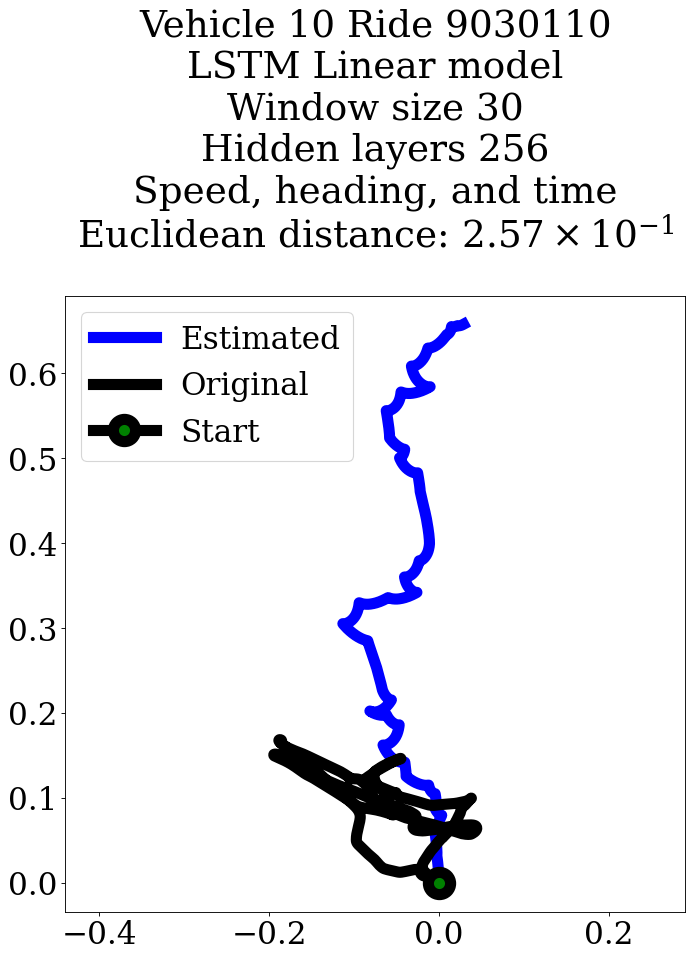 Vehicle 10 Ride 9030110
LSTM Linear model
Window size 30
Hidden layers 256
Speed, heading, and time
Euclidean distance: 2.57 × 10⁻¹
Estimated
Original
Start
0.6
0.5
0.4
0.3
0.2
0.1
0.0
−0.4 −0.2 0.0 0.2